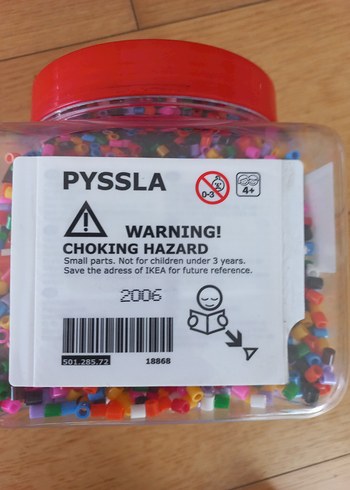 PYSSLA
0-3
4+
WARNING!
CHOKING HAZARD
Small parts. Not for children under 3 years.
Save the adress of IKEA for future reference.
2006
501.285.72 18868